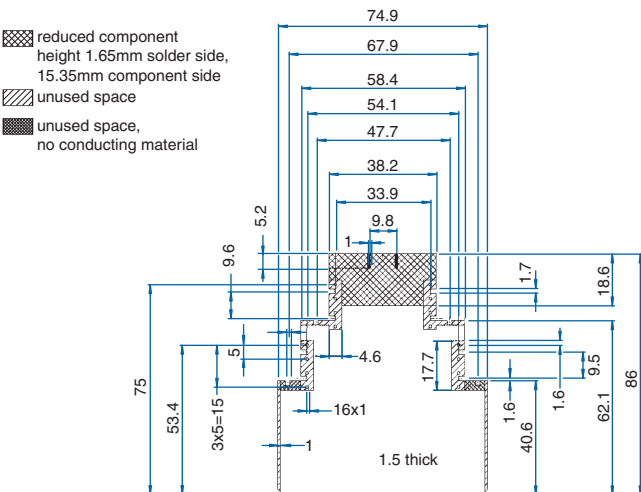 reduced component
height 1.65mm solder side,
15.35mm component side
unused space
unused space,
no conducting material
74.9
67.9
58.4
54.1
47.7
38.2
33.9
9.8
5.2
1
9.6
1.7
18.6
5
4.6
17.7
9.5
75
53.4
3x5=15
16x1
1
1.5 thick
1.6
1.6
40.6
62.1
86